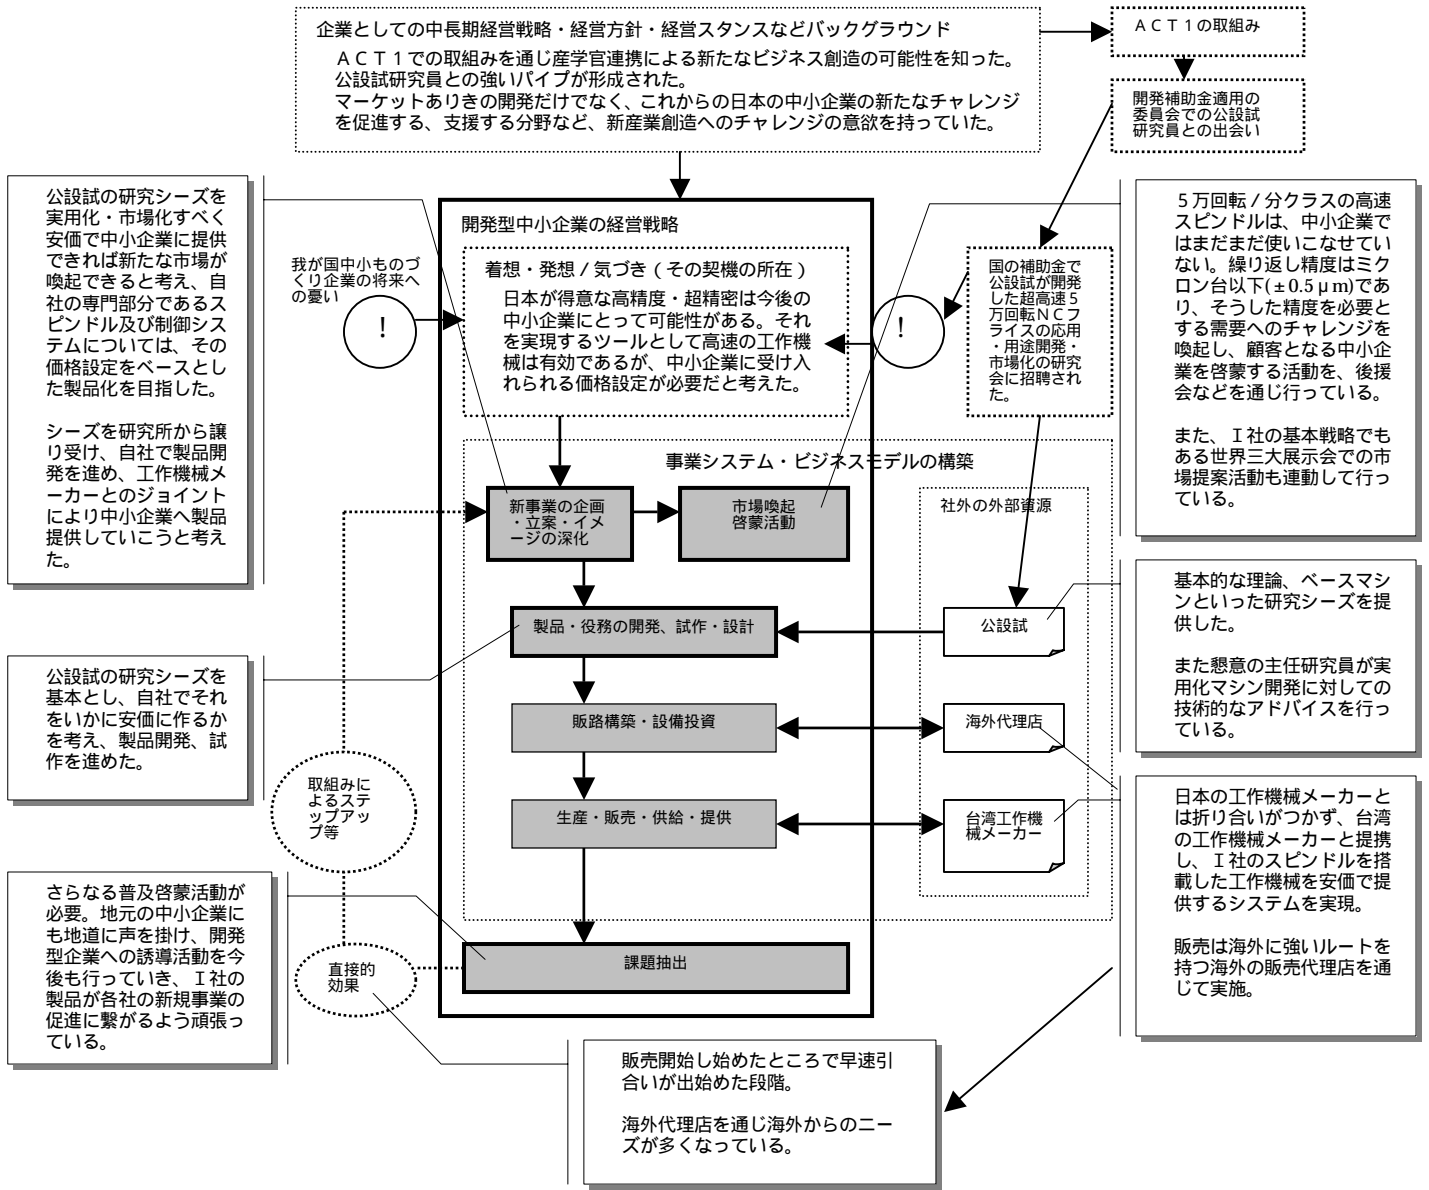 企業としての中長期経営戦略・経営方針・経営スタンスなどバックグラウンド
ＡＣＴ１での取組みを通じ産学官連携による新たなビジネス創造の可能性を知った。
公設試研究員との強いパイプが形成された。
マーケットありきの開発だけでなく、これからの日本の中小企業の新たなチャレンジ
を促進する、支援する分野など、新産業創造へのチャレンジの意欲を持っていた。
ＡＣＴ１の取組み
開発補助金適用の
委員会での公設試
研究員との出会い
公設試の研究シーズを
実用化・市場化すべく
安価で中小企業に提供
できれば新たな市場が
喚起できると考え、自
社の専門部分であるス
ピンドル及び制御シス
テムについては、その
価格設定をベースとし
た製品化を目指した。
シーズを研究所から譲
り受け、自社で製品開
発を進め、工作機械メ
ーカーとのジョイント
により中小企業へ製品
提供していこうと考え
た。
我が国中小ものづ
くり企業の将来へ
の憂い
！
開発型中小企業の経営戦略
着想・発想／気づき（その契機の所在）
日本が得意な高精度・超精密は今後の
中小企業にとって可能性がある。それ
を実現するツールとして高速の工作機
械は有効であるが、中小企業に受け入
れられる価格設定が必要だと考えた。
！
国の補助金で
公設試が開発
した超高速５
万回転ＮＣフ
ライスの応用
・用途開発・
市場化の研究
会に招聘され
た。
５万回転／分クラスの高速
スピンドルは、中小企業で
はまだまだ使いこなせてい
ない。繰り返し精度はミク
ロン台以下(±0.5μm)であ
り、そうした精度を必要と
する需要へのチャレンジを
喚起し、顧客となる中小企
業を啓蒙する活動を、後援
会などを通じ行っている。
また、Ｉ社の基本戦略でも
ある世界三大展示会での市
場提案活動も連動して行っ
ている。
事業システム・ビジネスモデルの構築
新事業の企画
・立案・イメ
ージの深化
市場喚起
啓蒙活動
社外の外部資源
製品・役務の開発、試作・設計
公設試
基本的な理論、ベースマシ
ンといった研究シーズを提
供した。
また懇意の主任研究員が実
用化マシン開発に対しての
技術的なアドバイスを行っ
ている。
公設試の研究シーズを
基本とし、自社でそれ
をいかに安価に作るか
を考え、製品開発、試
作を進めた。
販路構築・設備投資
海外代理店
取組みに
よるステ
ップアッ
プ等
生産・販売・供給・提供
台湾工作機
械メーカー
日本の工作機械メーカーと
は折り合いがつかず、台湾
の工作機械メーカーと提携
し、Ｉ社のスピンドルを搭
載した工作機械を安価で提
供するシステムを実現。
販売は海外に強いルートを
持つ海外の販売代理店を通
じて実施。
さらなる普及啓蒙活動が
必要。地元の中小企業に
も地道に声を掛け、開発
型企業への誘導活動を今
後も行っていき、Ｉ社の
製品が各社の新規事業の
促進に繋がるよう頑張っ
ている。
直接的
効果
課題抽出
販売開始し始めたところで早速引
合いが出始めた段階。
海外代理店を通じ海外からのニー
ズが多くなっている。